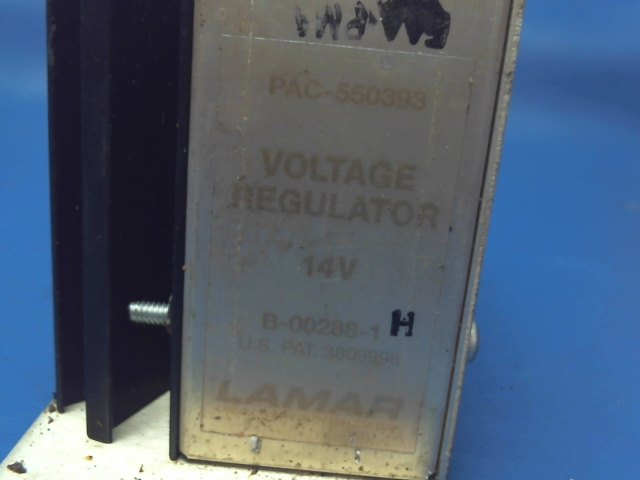 PAC-550393
VOLTAGE
REGULATOR
14V
B-00288-1 H
U.S. PAT. 3809996
LAMAR